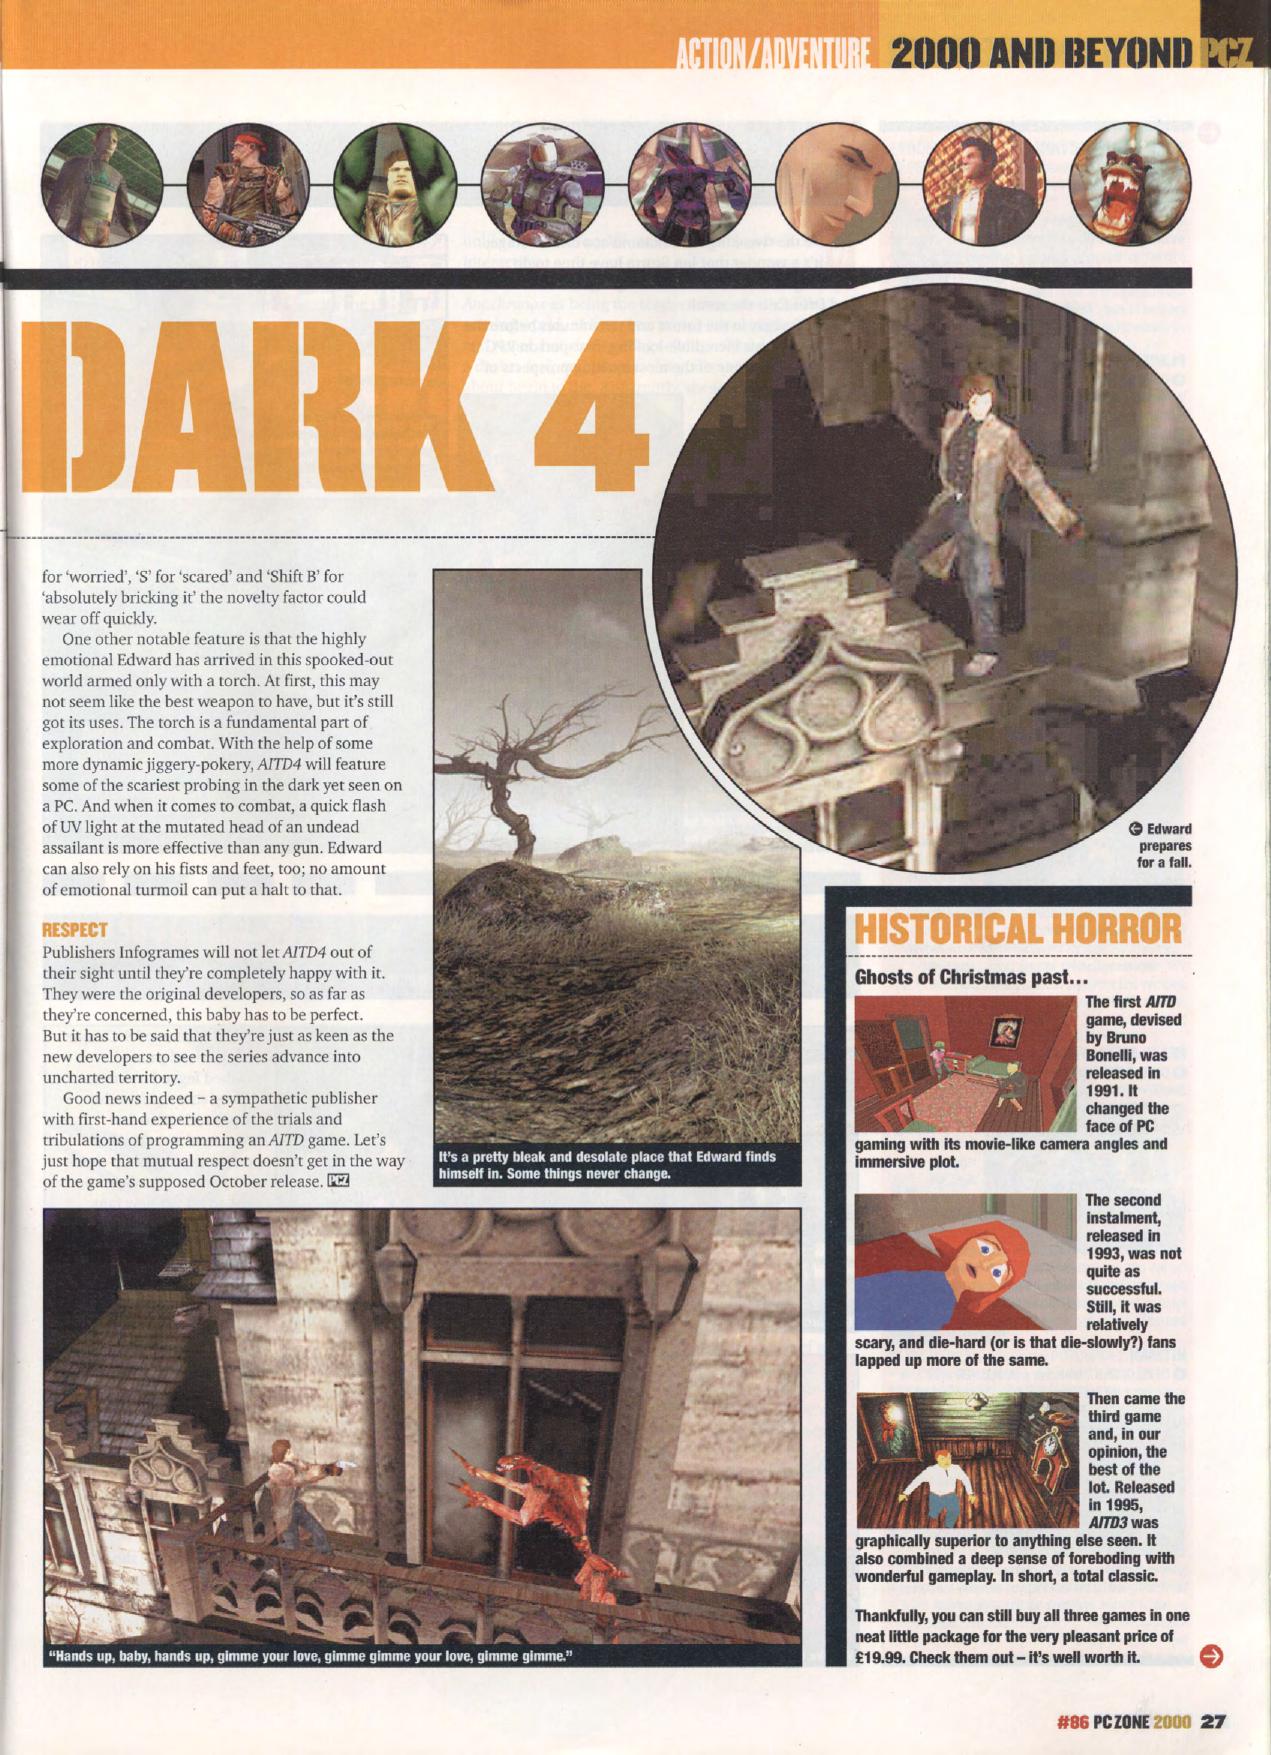 ACTION/ADVENTURE 2000 AND BEYOND PCZ
DARK 4
for ‘worried’, ‘S’ for ‘scared’ and ‘Shift B’ for
‘absolutely bricking it’ the novelty factor could
wear off quickly.
One other notable feature is that the highly
emotional Edward has arrived in this spooked-out
world armed only with a torch. At first, this may
not seem like the best weapon to have, but it’s still
got its uses. The torch is a fundamental part of
exploration and combat. With the help of some
more dynamic jiggery-pokery, AITD4 will feature
some of the scariest probing in the dark yet seen on
a PC. And when it comes to combat, a quick flash
of UV light at the mutated head of an undead
assailant is more effective than any gun. Edward
can also rely on his fists and feet, too; no amount
of emotional turmoil can put a halt to that.
RESPECT
Publishers Infogrames will not let AITD4 out of
their sight until they’re completely happy with it.
They were the original developers, so as far as
they’re concerned, this baby has to be perfect.
But it has to be said that they’re just as keen as the
new developers to see the series advance into
uncharted territory.
Good news indeed – a sympathetic publisher
with first-hand experience of the trials and
tribulations of programming an AITD game. Let’s
just hope that mutual respect doesn’t get in the way
of the game’s supposed October release. PCZ
It’s a pretty bleak and desolate place that Edward finds
himself in. Some things never change.
Edward
prepares
for a fall.
“Hands up, baby, hands up, gimme your love, gimme gimme your love, gimme gimme.”
HISTORICAL HORROR
Ghosts of Christmas past...
The first AITD
game, devised
by Bruno
Bonelli, was
released in
1991. It
changed the
face of PC
gaming with its movie-like camera angles and
immersive plot.
The second
instalment,
released in
1993, was not
quite as
successful.
Still, it was
relatively
scary, and die-hard (or is that die-slowly?) fans
lapped up more of the same.
Then came the
third game
and, in our
opinion, the
best of the
lot. Released
in 1995,
AITD3 was
graphically superior to anything else seen. It
also combined a deep sense of foreboding with
wonderful gameplay. In short, a total classic.
Thankfully, you can still buy all three games in one
neat little package for the very pleasant price of
£19.99. Check them out – it’s well worth it.
#86 PC ZONE 2000 27